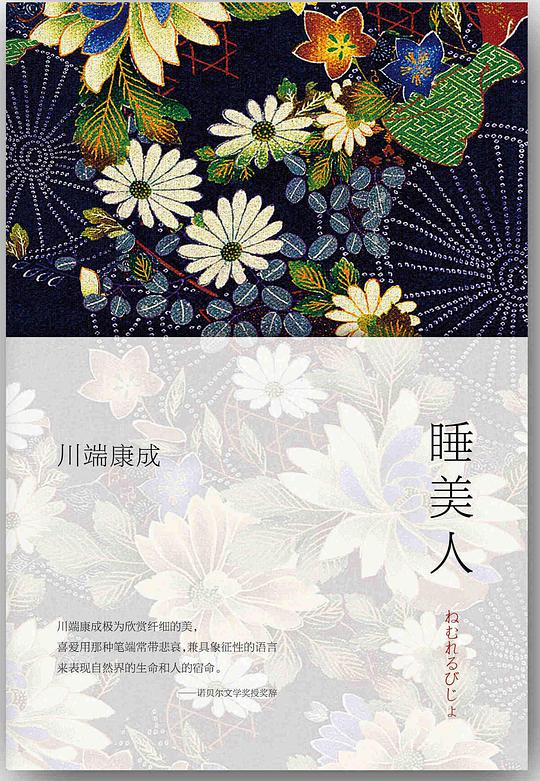 川端康成
睡美人
ねむれるびじょ
川端康成极为欣赏纤细的美，
喜爱用那种笔端常带悲哀，兼具象征性的语言
来表现自然界的生命和人的宿命。
——诺贝尔文学奖授奖辞